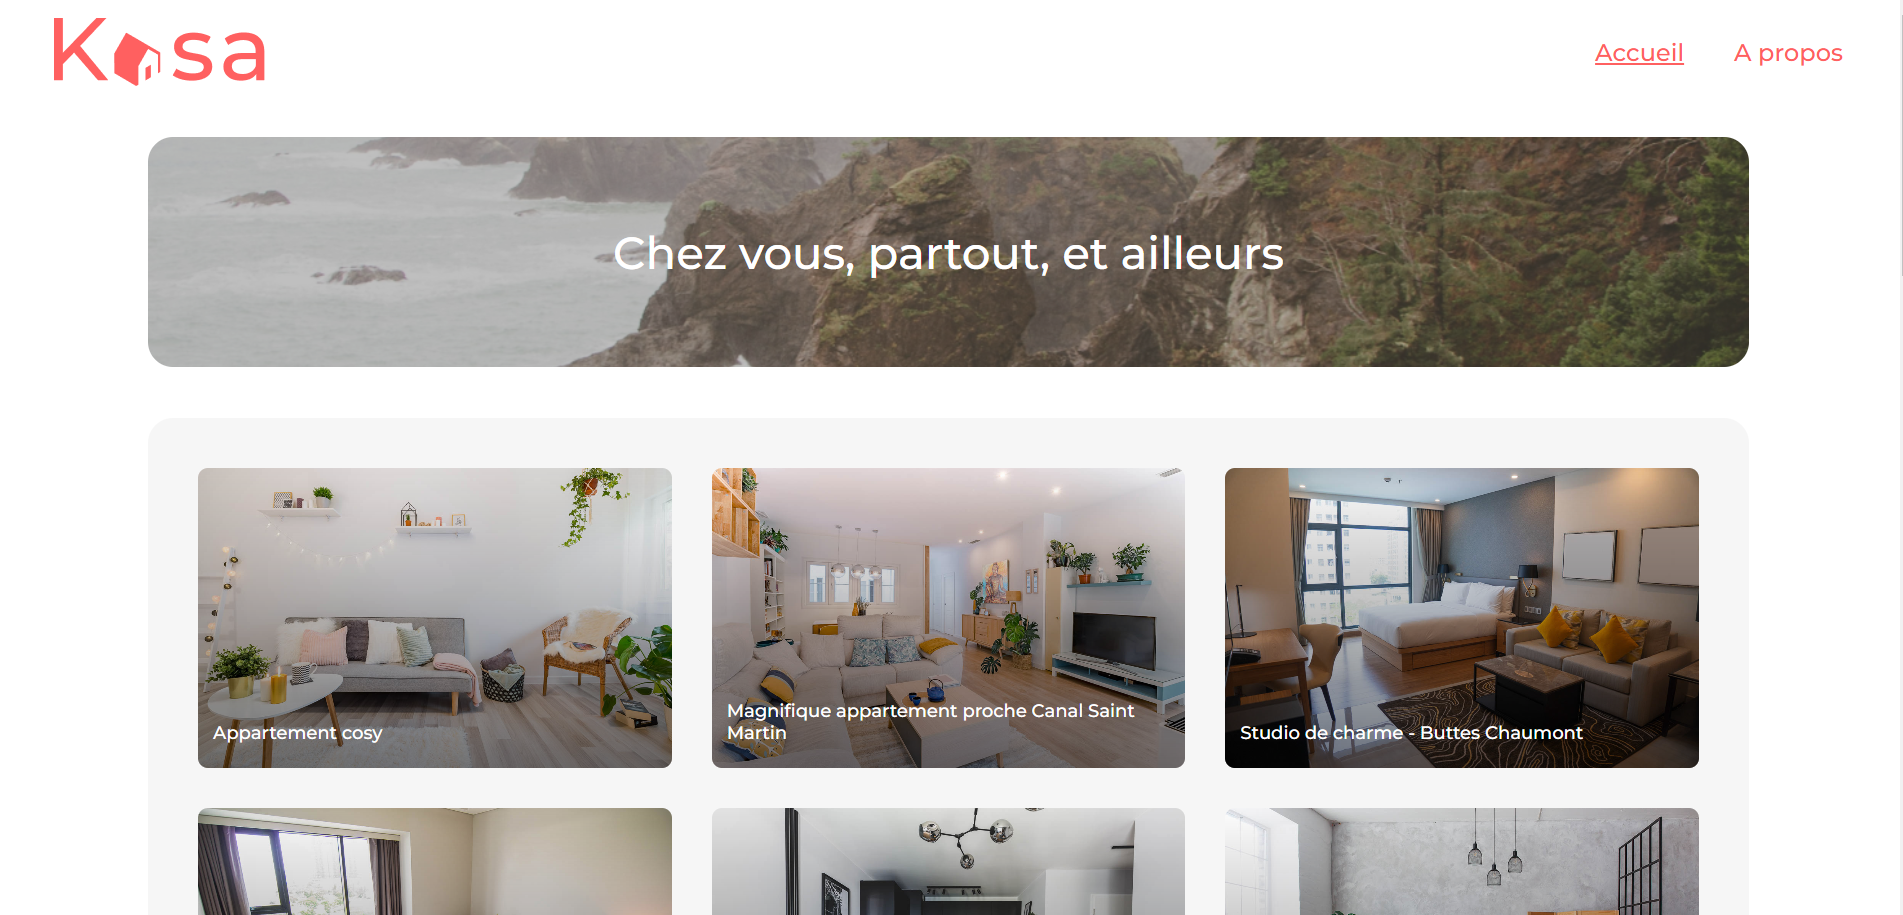 Kasa
Accueil
A propos
Chez vous, partout, et ailleurs
Appartement cosy
Magnifique appartement proche Canal Saint
Martin
Studio de charme - Buttes Chaumont